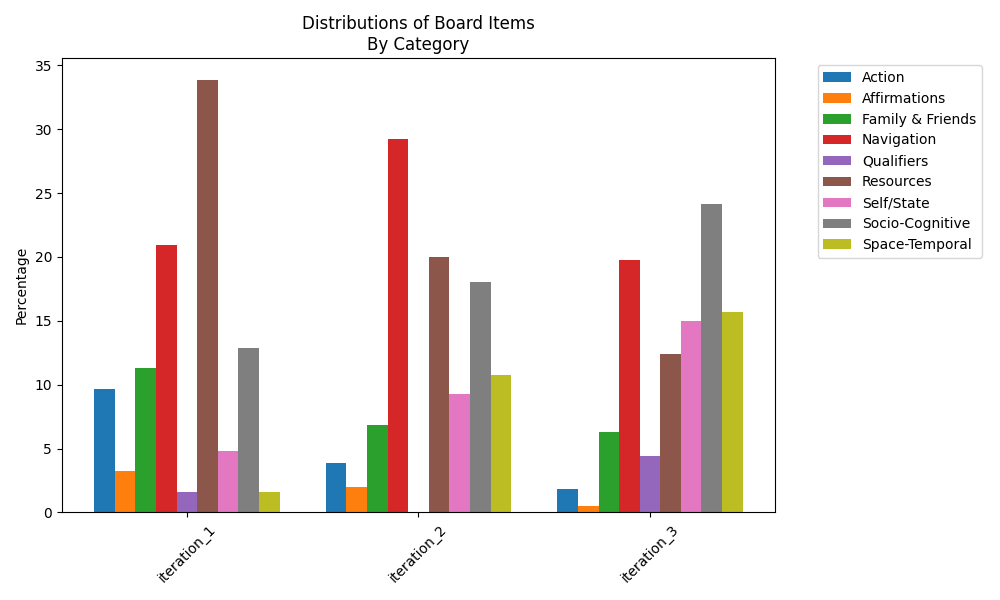 Distributions of Board Items
By Category
35
30
25
20
15
10
5
0
Percentage
iteration_1
iteration_2
iteration_3
Action
Affirmations
Family & Friends
Navigation
Qualifiers
Resources
Self/State
Socio-Cognitive
Space-Temporal